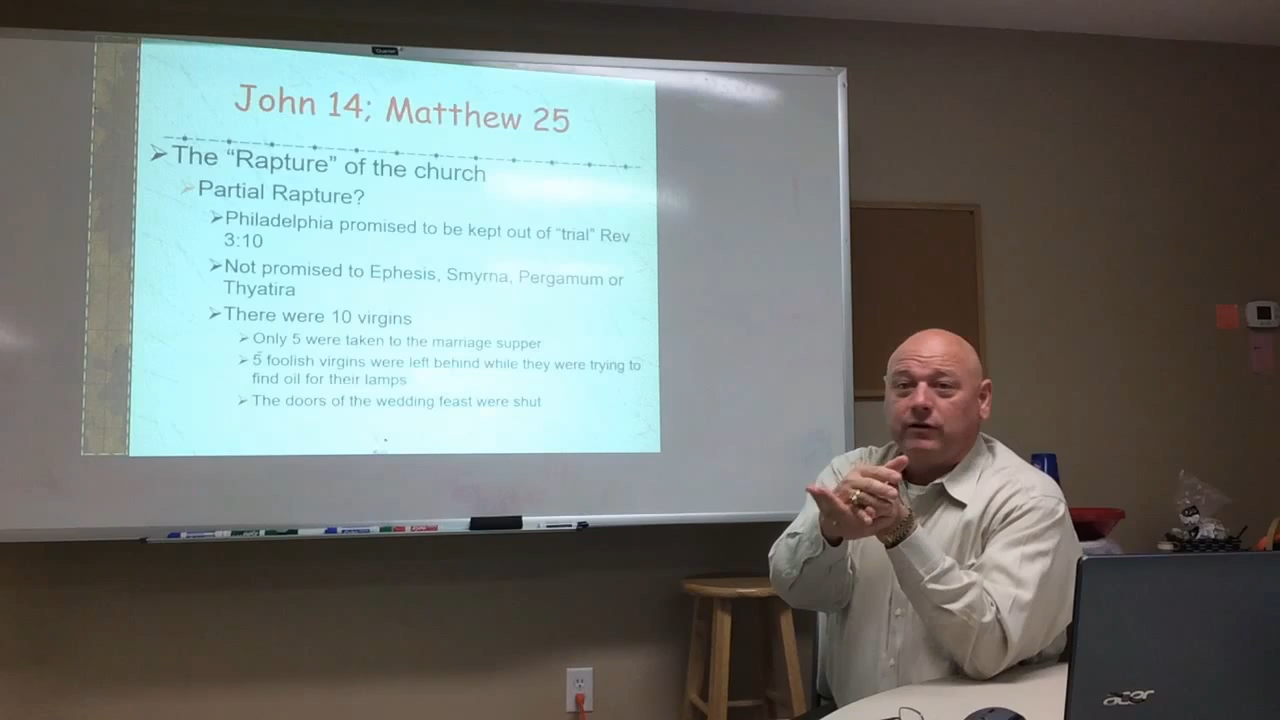 John 14; Matthew 25
The “Rapture” of the church
Partial Rapture?
Philadelphia promised to be kept out of “trial” Rev
3:10
Not promised to Ephesis, Smyrna, Pergamum or
Thyatira
There were 10 virgins
Only 5 were taken to the marriage supper
5 foolish virgins were left behind while they were trying to
find oil for their lamps
The doors of the wedding feast were shut
acer